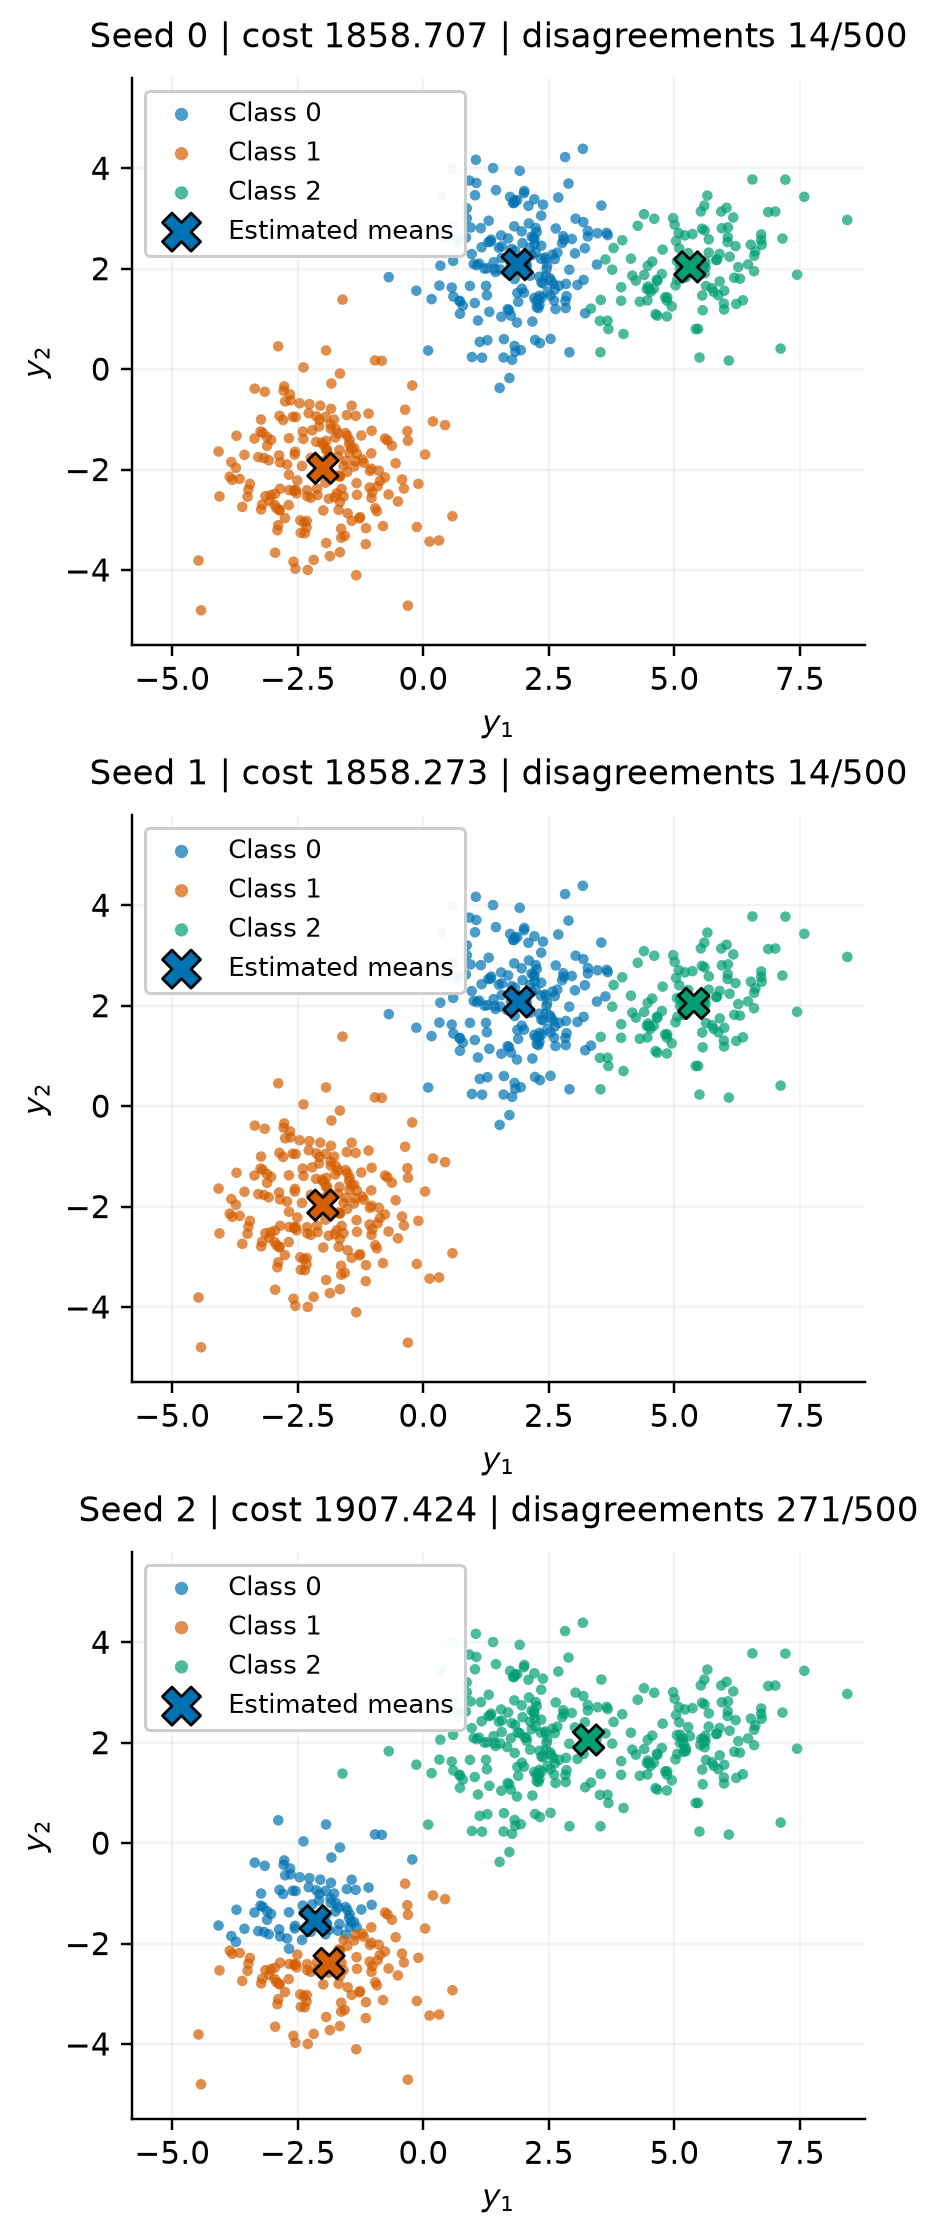 Seed 0 | cost 1858.707 | disagreements 14/500
Class 0
Class 1
Class 2
Estimated means
4
2
0
−2
−4
y2
−5.0 −2.5 0.0 2.5 5.0 7.5
y1
Seed 1 | cost 1858.273 | disagreements 14/500
Class 0
Class 1
Class 2
Estimated means
4
2
0
−2
−4
y2
−5.0 −2.5 0.0 2.5 5.0 7.5
y1
Seed 2 | cost 1907.424 | disagreements 271/500
Class 0
Class 1
Class 2
Estimated means
4
2
0
−2
−4
y2
−5.0 −2.5 0.0 2.5 5.0 7.5
y1